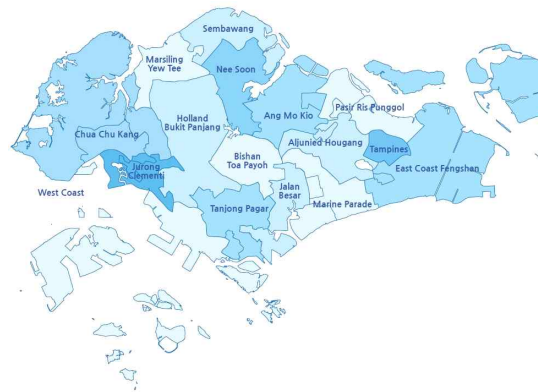 Sembawang
Marsiling
Yew Tee
Nee Soon
Holland
Bukit Panjang
Ang Mo Kio
Pasir Ris Punggol
Chua Chu Kang
Aljunied Hougang
Tampines
Bishan
Toa Payoh
Jurong
Clementi
East Coast Fengshan
West Coast
Jalan
Besar
Tanjong Pagar
Marine Parade